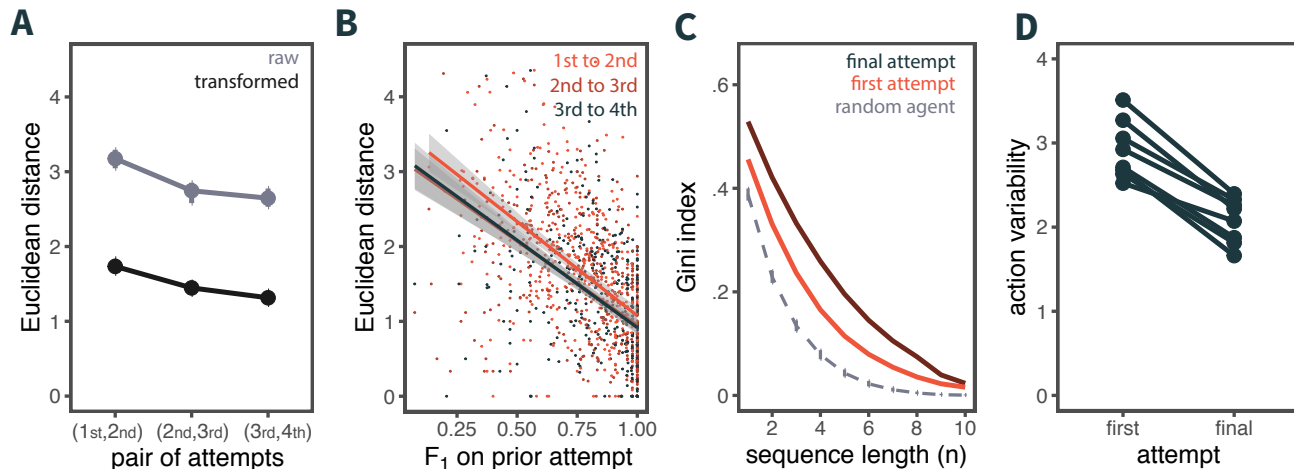 A
raw
transformed
Euclidean distance
4
3
2
1
0
(1st,2nd) (2nd,3rd) (3rd,4th)
pair of attempts
B
1st to 2nd
2nd to 3rd
3rd to 4th
Euclidean distance
4
3
2
1
0
0.25 0.50 0.75 1.00
F₁ on prior attempt
C
final attempt
first attempt
random agent
Gini index
.6
.4
.2
0
2 4 6 8 10
sequence length (n)
D
action variability
4
3
2
1
0
first final
attempt